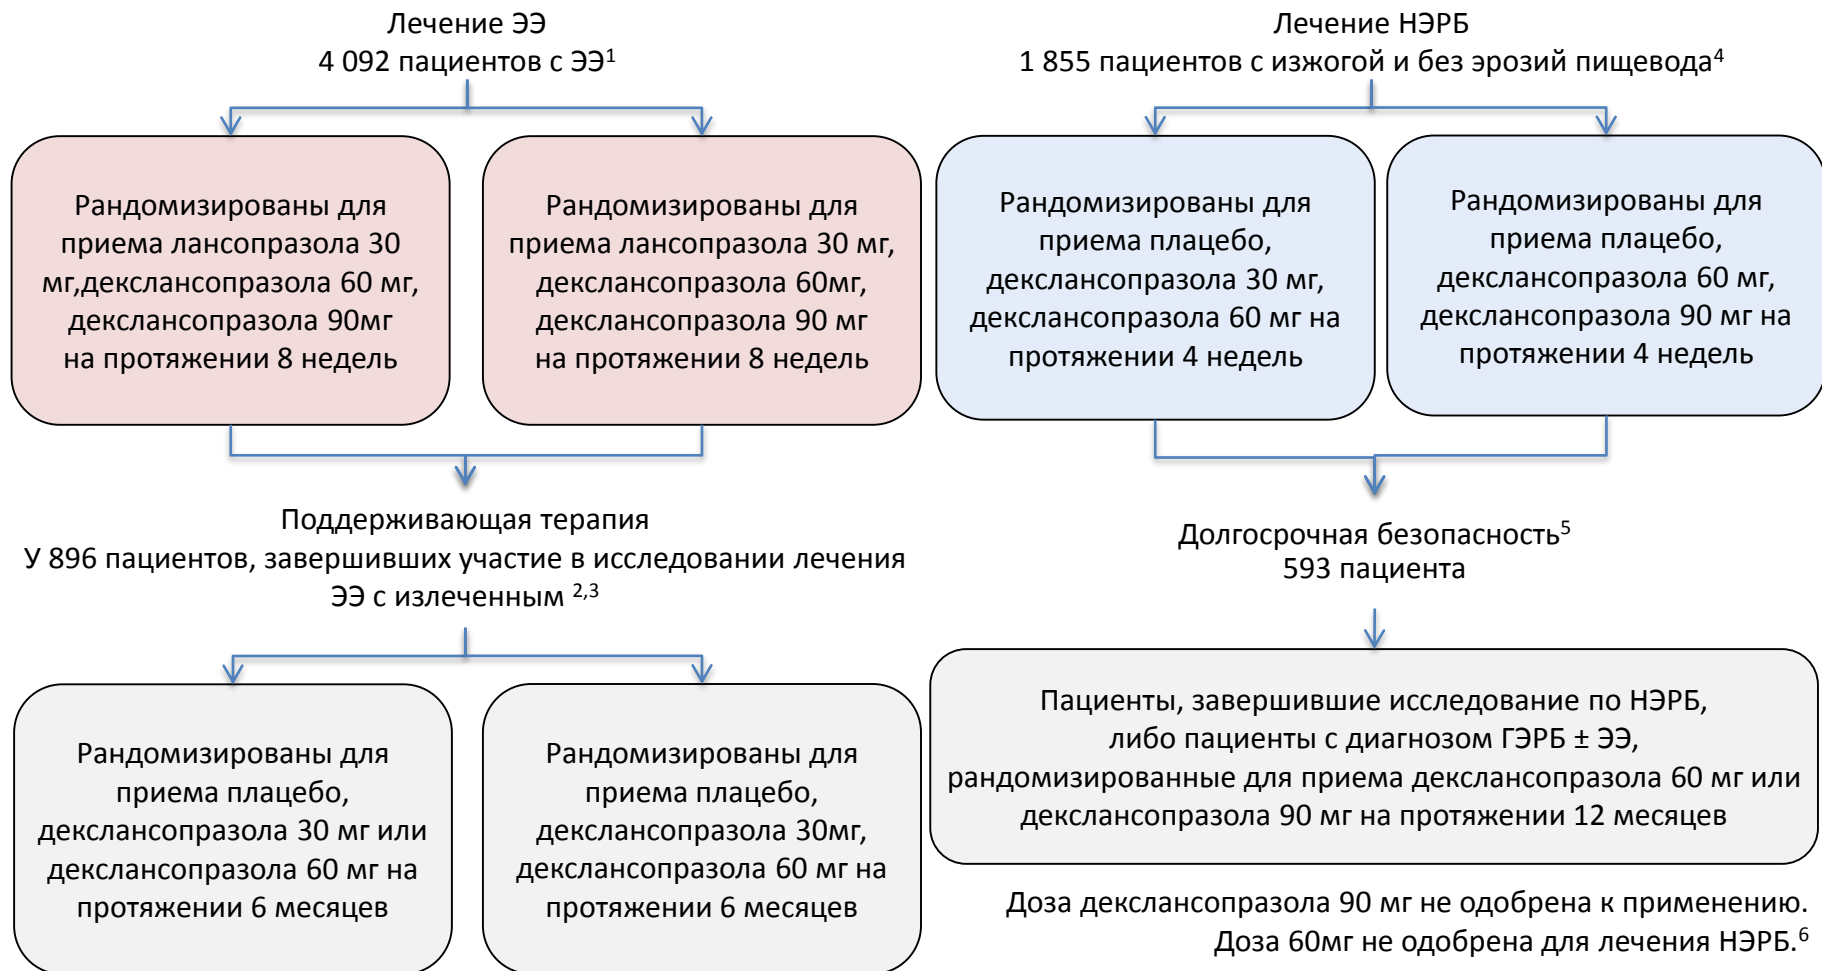 Лечение ЭЭ
4 092 пациентов с ЭЭ¹
Рандомизированы для
приема лансопразола 30
мг,декслансопразола 60 мг,
декслансопразола 90мг
на протяжении 8 недель
Рандомизированы для
приема лансопразола 30 мг,
декслансопразола 60мг,
декслансопразола 90 мг
на протяжении 8 недель
Поддерживающая терапия
У 896 пациентов, завершивших участие в исследовании лечения
ЭЭ с излеченным ²,³
Рандомизированы для
приема плацебо,
декслансопразола 30 мг или
декслансопразола 60 мг на
протяжении 6 месяцев
Рандомизированы для
приема плацебо,
декслансопразола 30мг,
декслансопразола 60 мг на
протяжении 6 месяцев
Лечение НЭРБ
1 855 пациентов с изжогой и без эрозий пищевода⁴
Рандомизированы для
приема плацебо,
декслансопразола 30 мг,
декслансопразола 60 мг на
протяжении 4 недель
Рандомизированы для
приема плацебо,
декслансопразола 60 мг,
декслансопразола 90 мг на
протяжении 4 недель
Долгосрочная безопасность⁵
593 пациента
Пациенты, завершившие исследование по НЭРБ,
либо пациенты с диагнозом ГЭРБ ± ЭЭ,
рандомизированные для приема декслансопразола 60 мг или
декслансопразола 90 мг на протяжении 12 месяцев
Доза декслансопразола 90 мг не одобрена к применению.
Доза 60мг не одобрена для лечения НЭРБ.⁶